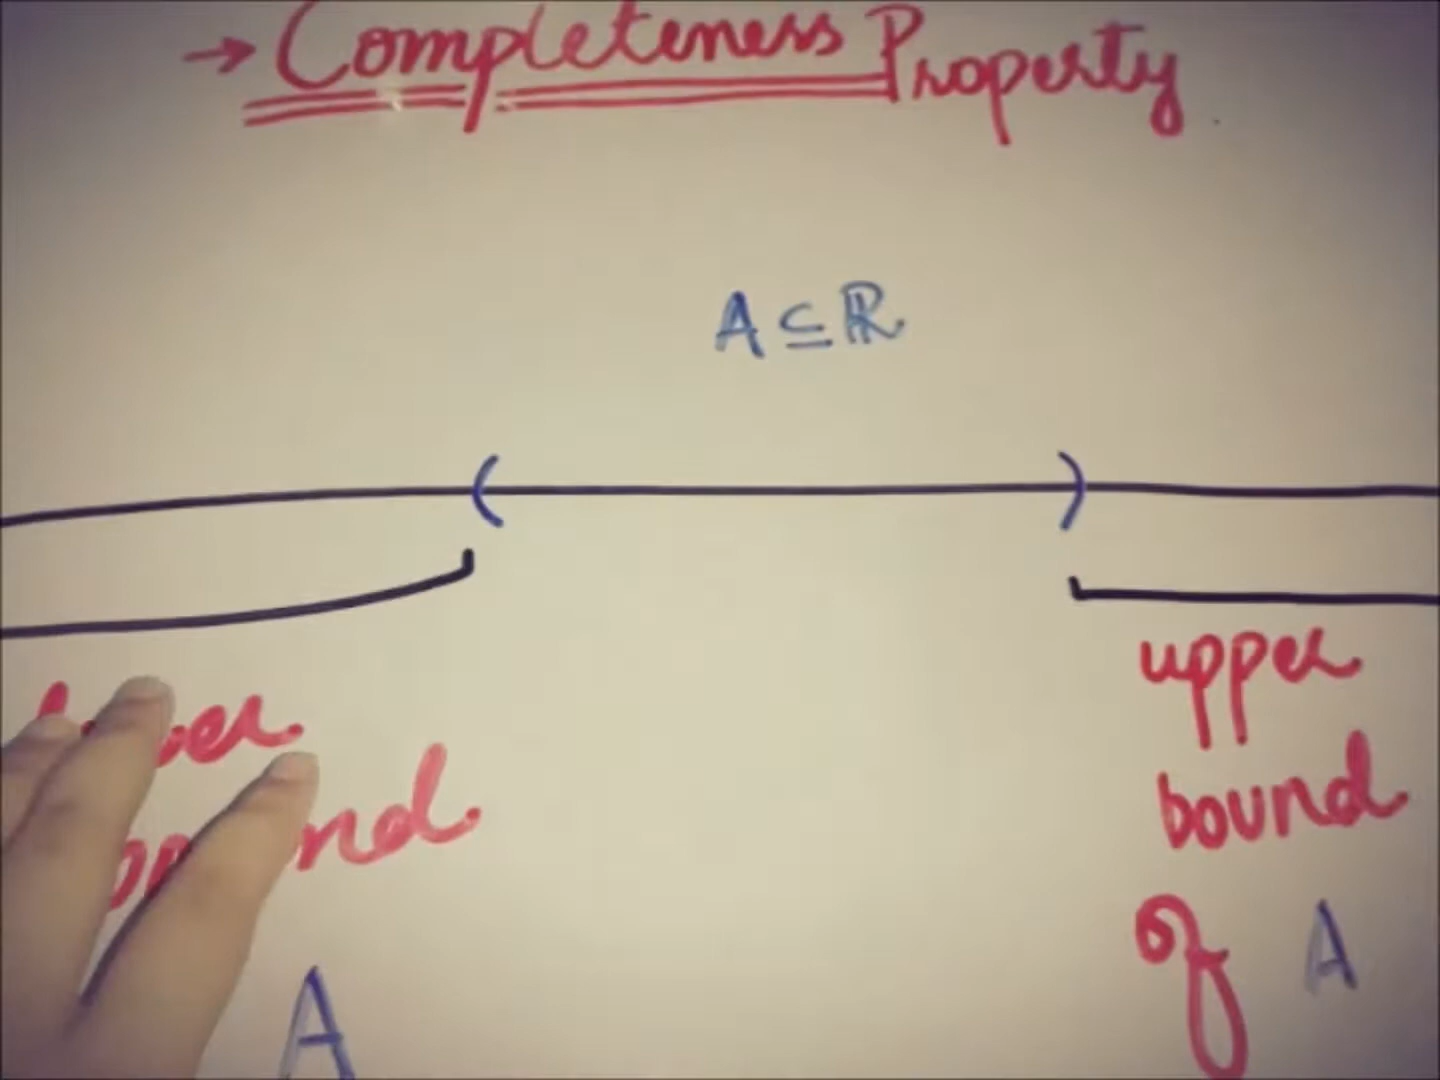 → Completeness Property
A ⊆ ℝ
upper
bound
of A
A